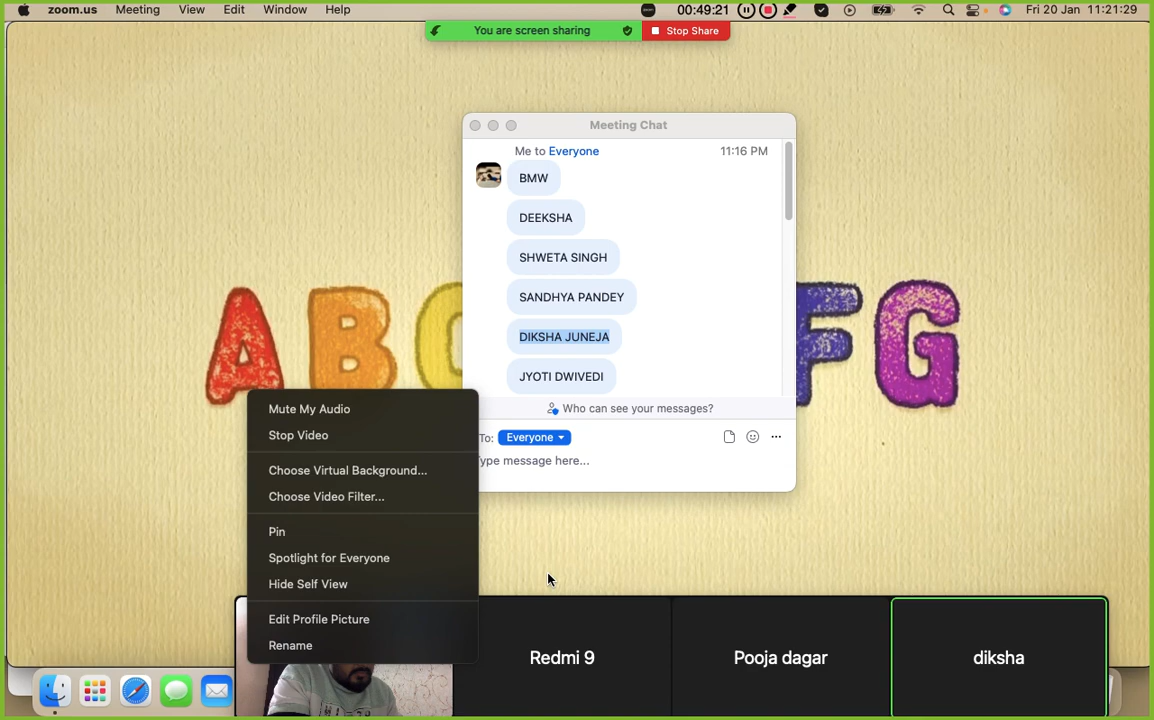 zoom.us Meeting View Edit Window Help 00:49:21 Fri 20 Jan 11:21:29
You are screen sharing Stop Share
Meeting Chat
Me to Everyone 11:16 PM
BMW
DEEKSHA
SHWETA SINGH
SANDHYA PANDEY
DIKSHA JUNEJA
JYOTI DWIVEDI
Who can see your messages?
To: Everyone
Type message here...
A B C F G
Mute My Audio
Stop Video
Choose Virtual Background...
Choose Video Filter...
Pin
Spotlight for Everyone
Hide Self View
Edit Profile Picture
Rename
Redmi 9
Pooja dagar
diksha